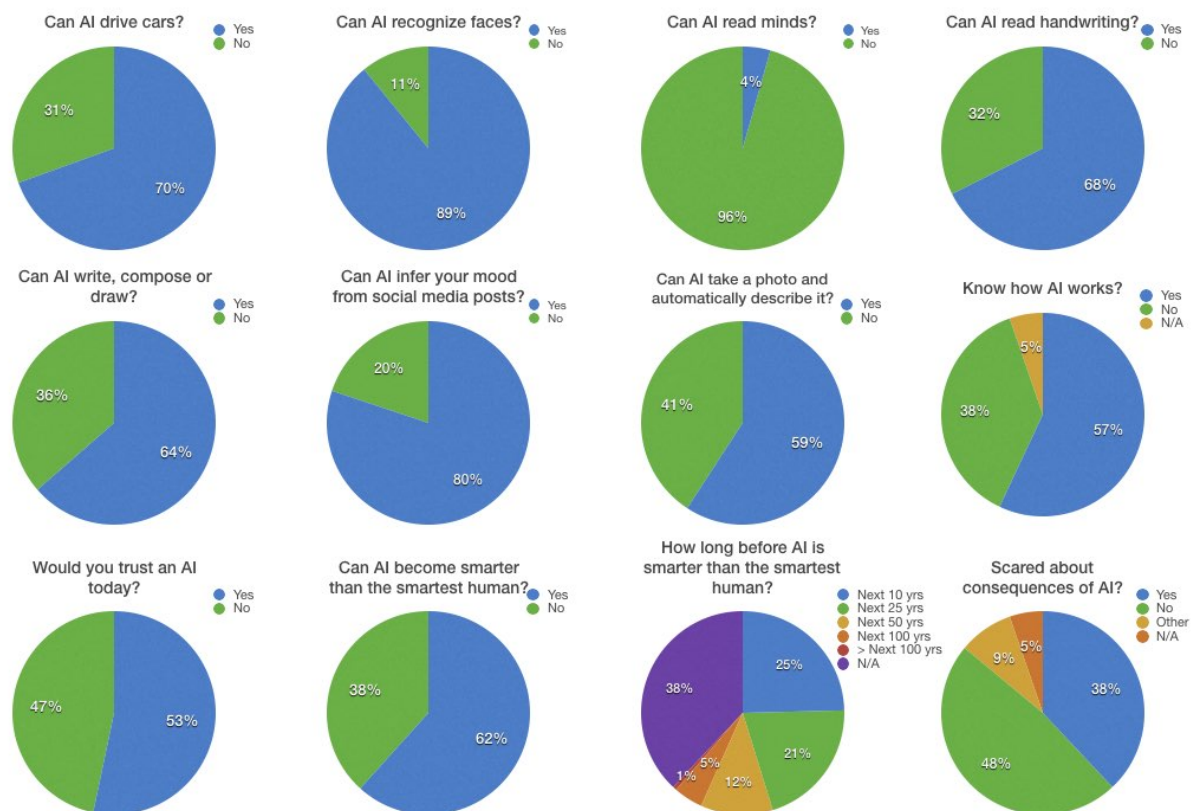 Can AI drive cars?
Yes
No
31%
70%
Can AI recognize faces?
Yes
No
11%
89%
Can AI read minds?
Yes
No
4%
96%
Can AI read handwriting?
Yes
No
32%
68%
Can AI write, compose or
draw?
Yes
No
36%
64%
Can AI infer your mood
from social media posts?
Yes
No
20%
80%
Can AI take a photo and
automatically describe it?
Yes
No
41%
59%
Know how AI works?
Yes
No
N/A
5%
38%
57%
Would you trust an AI
today?
Yes
No
47%
53%
Can AI become smarter
than the smartest human?
Yes
No
38%
62%
How long before AI is
smarter than the smartest
human?
Next 10 yrs
Next 25 yrs
Next 50 yrs
Next 100 yrs
> Next 100 yrs
N/A
38%
25%
21%
12%
5%
1%
Scared about
consequences of AI?
Yes
No
Other
N/A
5%
9%
38%
48%